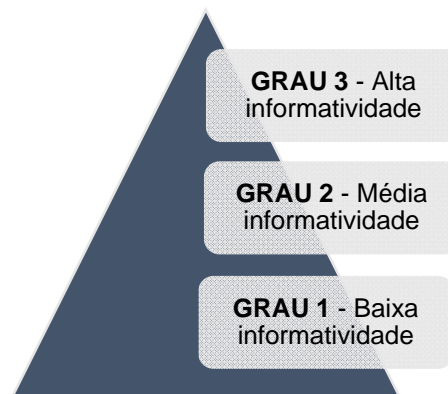 GRAU 3 - Alta
informatividade
GRAU 2 - Média
informatividade
GRAU 1 - Baixa
informatividade